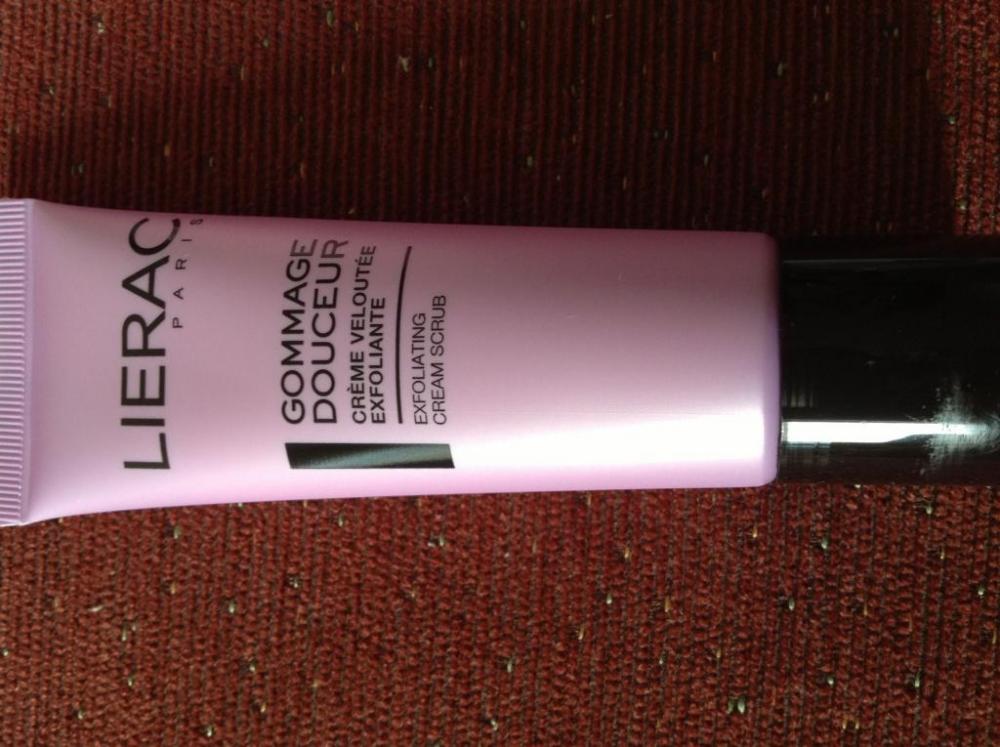 LIERAC
PARIS
GOMMAGE
DOUCEUR
CRÈME VELOUTÉE
EXFOLIANTE
EXFOLIATING
CREAM SCRUB